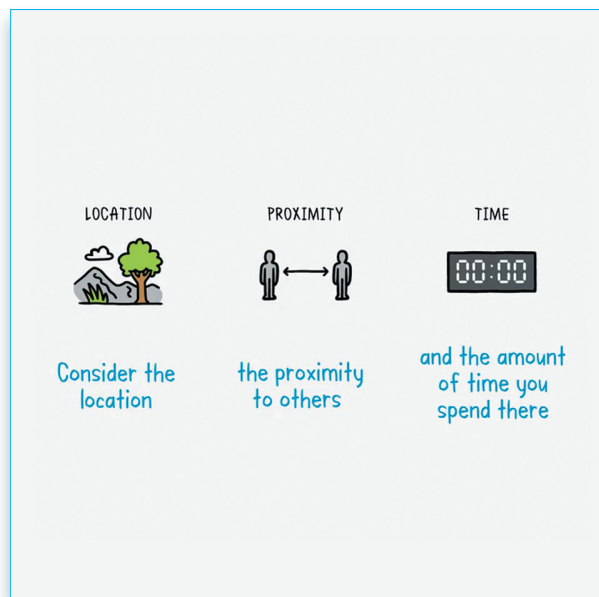 LOCATION
PROXIMITY
TIME
00:00
Consider the
location
the proximity
to others
and the amount
of time you
spend there